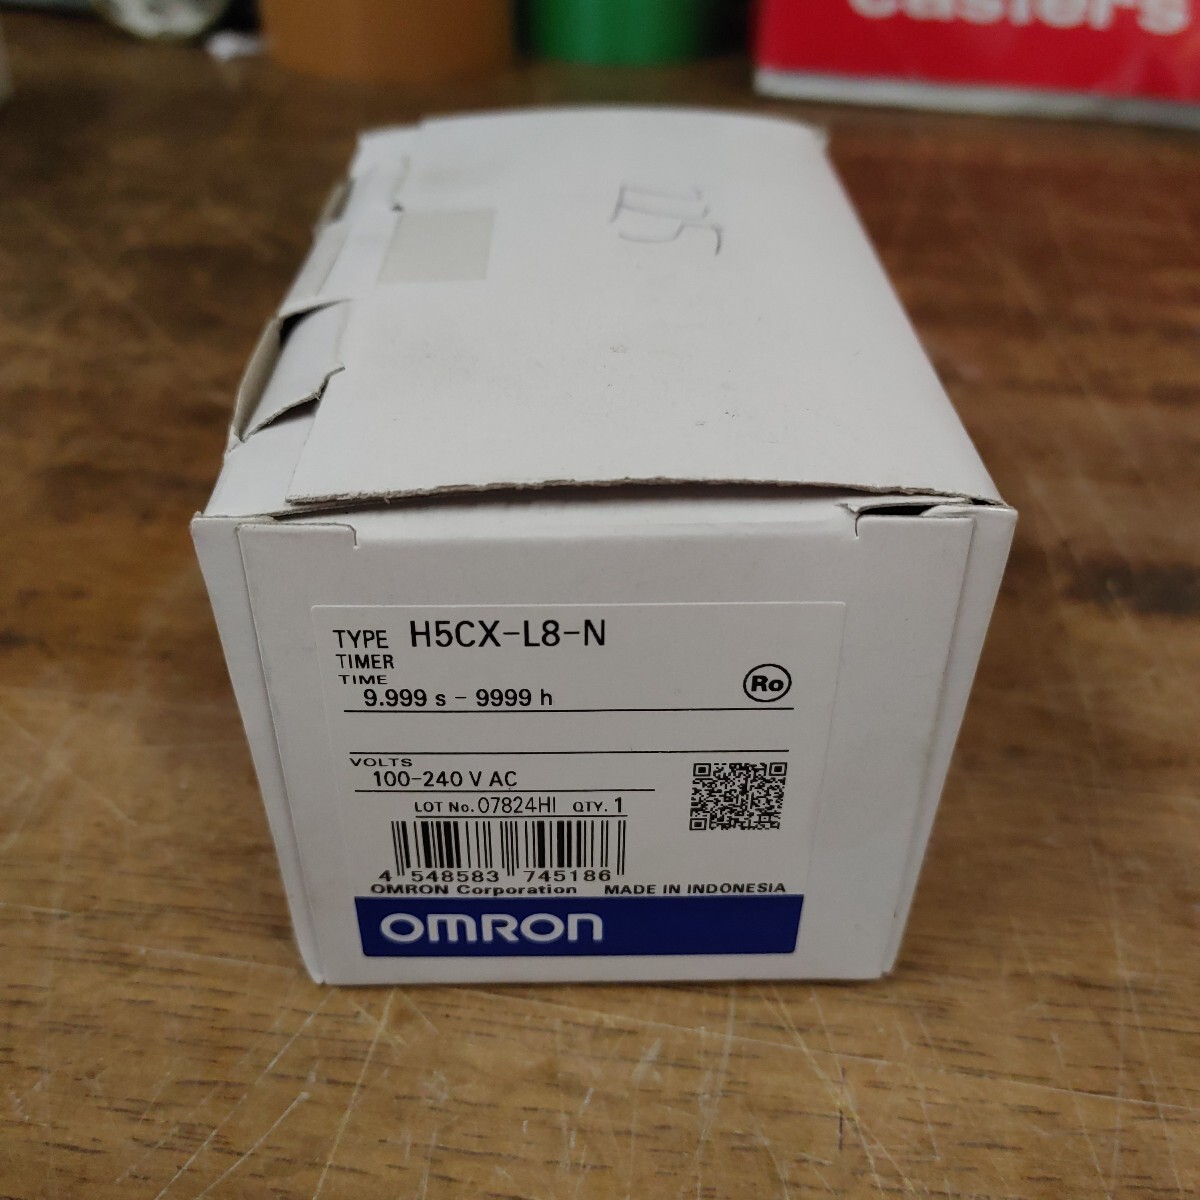 casters
TYPE H5CX-L8-N
TIMER
TIME
9.999 s - 9999 h
Ro
VOLTS
100-240 V AC
LOT No. 07824HI QTY. 1
4 548583 745186
OMRON Corporation MADE IN INDONESIA
OMRON